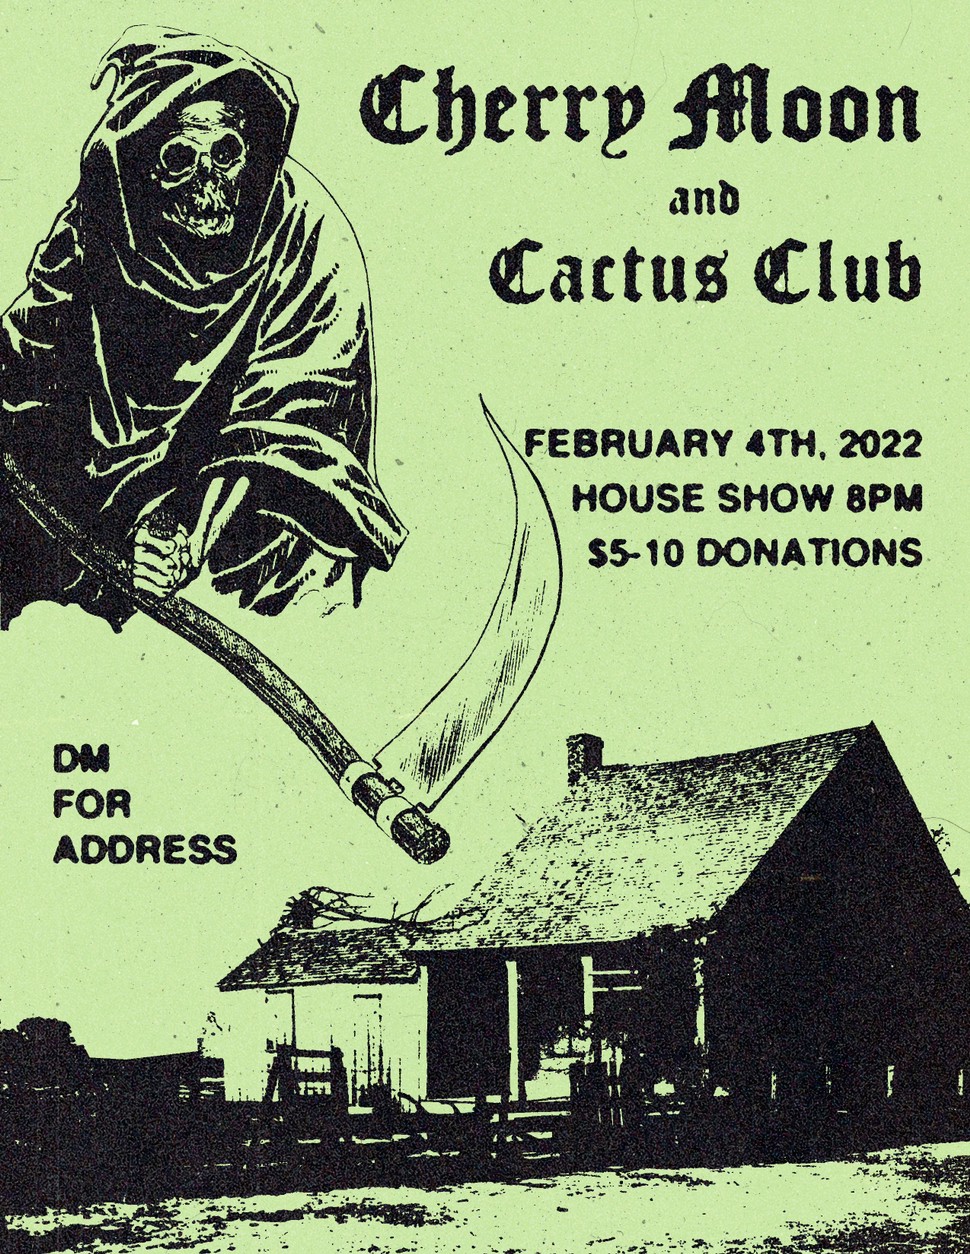 Cherry Moon
and
Cactus Club
FEBRUARY 4TH, 2022
HOUSE SHOW 8PM
$5-10 DONATIONS
DM
FOR
ADDRESS